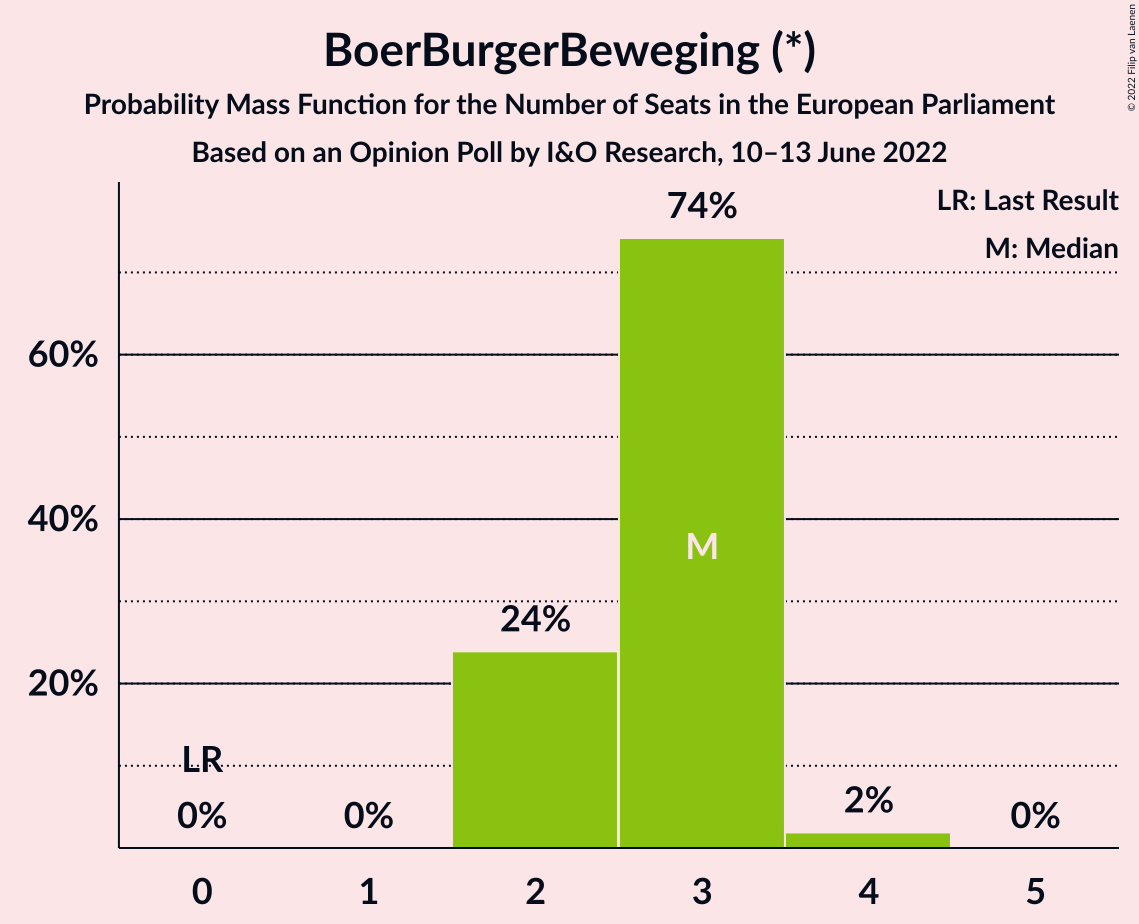 BoerBurgerBeweging (*)
Probability Mass Function for the Number of Seats in the European Parliament
Based on an Opinion Poll by I&O Research, 10–13 June 2022
© 2022 Filip van Laenen
LR: Last Result
M: Median
74%
60%
40%
M
24%
20%
LR
0%
0%
2%
0%
0
1
2
3
4
5